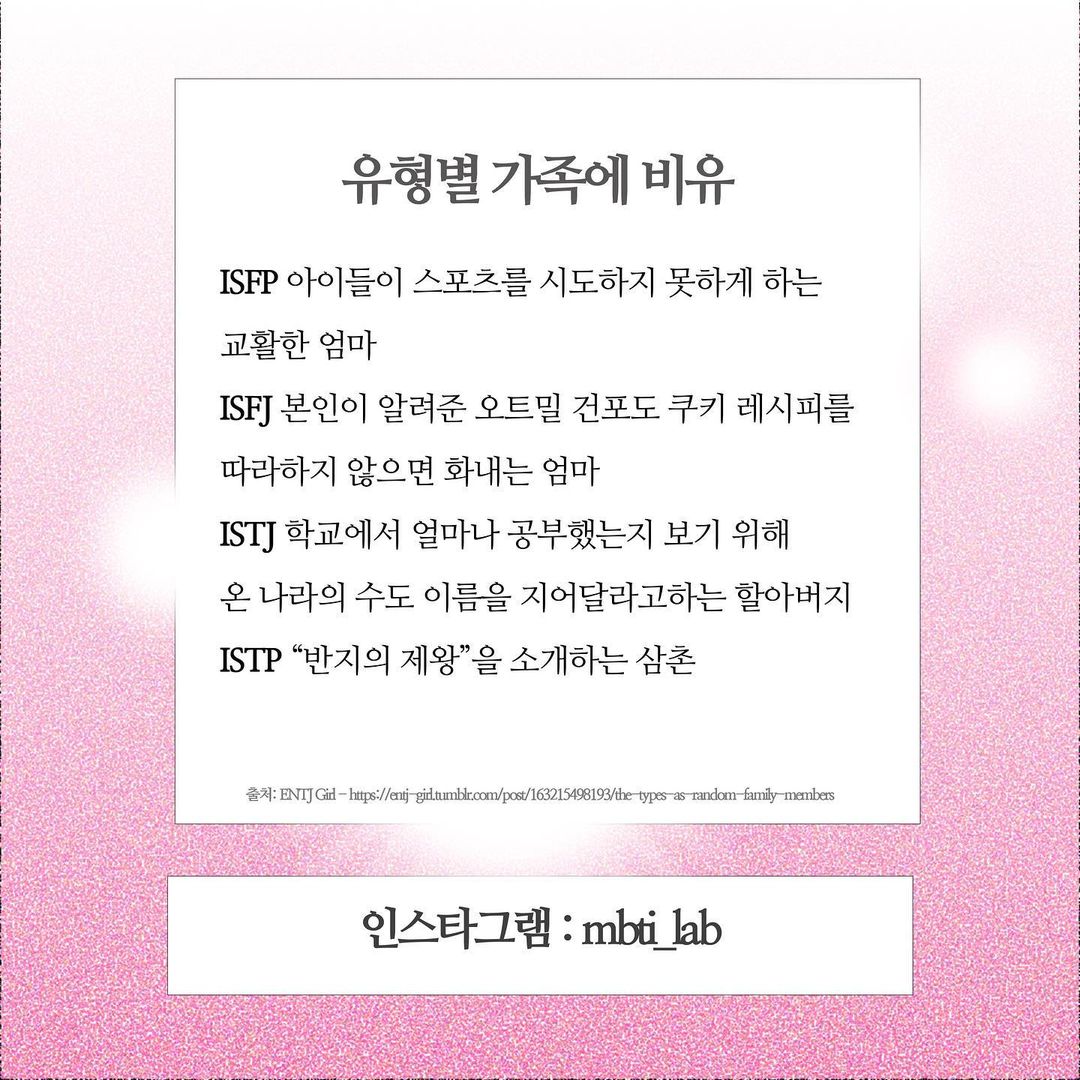 유형별 가족에 비유
ISFP 아이들이 스포츠를 시도하지 못하게 하는
교활한 엄마
ISFJ 본인이 알려준 오트밀 건포도 쿠키 레시피를
따라하지 않으면 화내는 엄마
ISTJ 학교에서 얼마나 공부했는지 보기 위해
온 나라의 수도 이름을 지어달라고하는 할아버지
ISTP “반지의 제왕”을 소개하는 삼촌
출처: ENTJ Girl - https://entj-girl.tumblr.com/post/163215498193/the-types-as-random-family-members
인스타그램 : mbti_lab